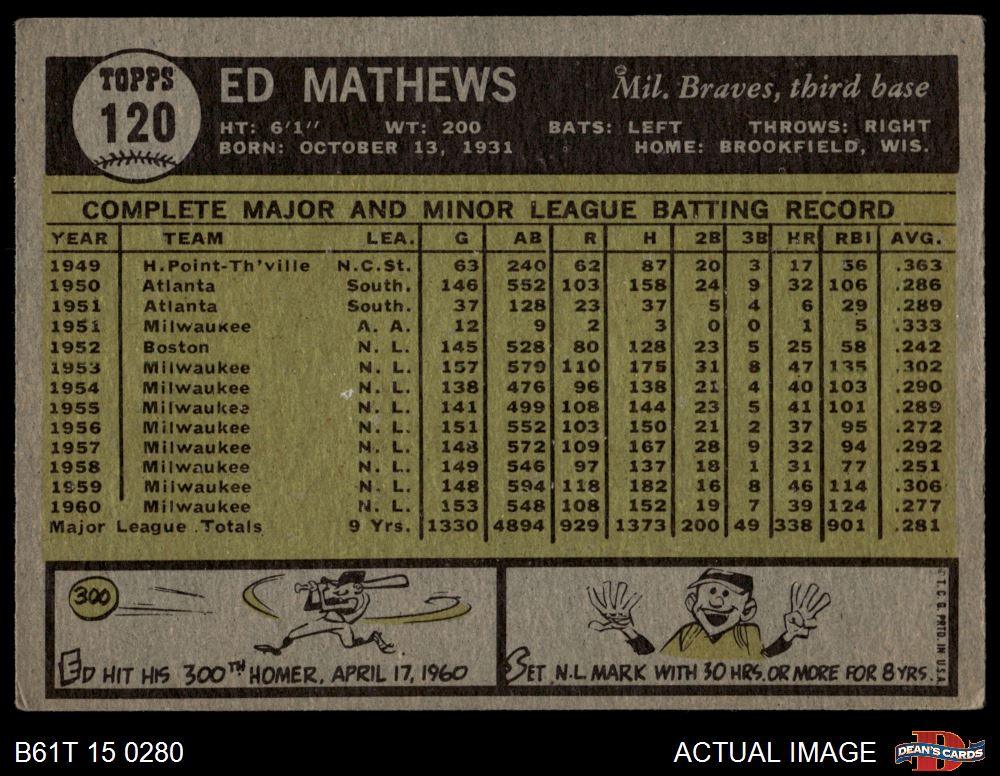 TOPPS
120
ED MATHEWS
Mil. Braves, third base
HT: 6'1" WT: 200 BATS: LEFT THROWS: RIGHT
BORN: OCTOBER 13, 1931 HOME: BROOKFIELD, WIS.
COMPLETE MAJOR AND MINOR LEAGUE BATTING RECORD
YEAR TEAM LEA. G AB R H 2B 3B HR RBI AVG.
1949 H.Point-Th'ville N.C.St. 63 240 62 87 20 3 17 56 .363
1950 Atlanta South. 146 552 103 158 24 9 32 106 .286
1951 Atlanta South. 37 128 23 37 5 4 6 29 .289
1951 Milwaukee A. A. 12 9 2 3 0 0 1 5 .333
1952 Boston N. L. 145 528 80 128 23 5 25 58 .242
1953 Milwaukee N. L. 157 579 110 175 31 8 47 135 .302
1954 Milwaukee N. L. 138 476 96 138 21 4 40 103 .290
1955 Milwaukee N. L. 141 499 108 144 23 5 41 101 .289
1956 Milwaukee N. L. 151 552 103 150 21 2 37 95 .272
1957 Milwaukee N. L. 148 572 109 167 28 9 32 94 .292
1958 Milwaukee N. L. 149 546 97 137 18 1 31 77 .251
1959 Milwaukee N. L. 148 594 118 182 16 8 46 114 .306
1960 Milwaukee N. L. 153 548 108 152 19 7 39 124 .277
Major League Totals 9 Yrs. 1330 4894 929 1373 200 49 338 901 .281
300
ED HIT HIS 300TH HOMER, APRIL 17, 1960
SET N.L. MARK WITH 30 HRS. OR MORE FOR 8 YRS.
T.C.G. PRTD. IN U.S.A.
B61T 15 0280
ACTUAL IMAGE
DEAN'S CARDS